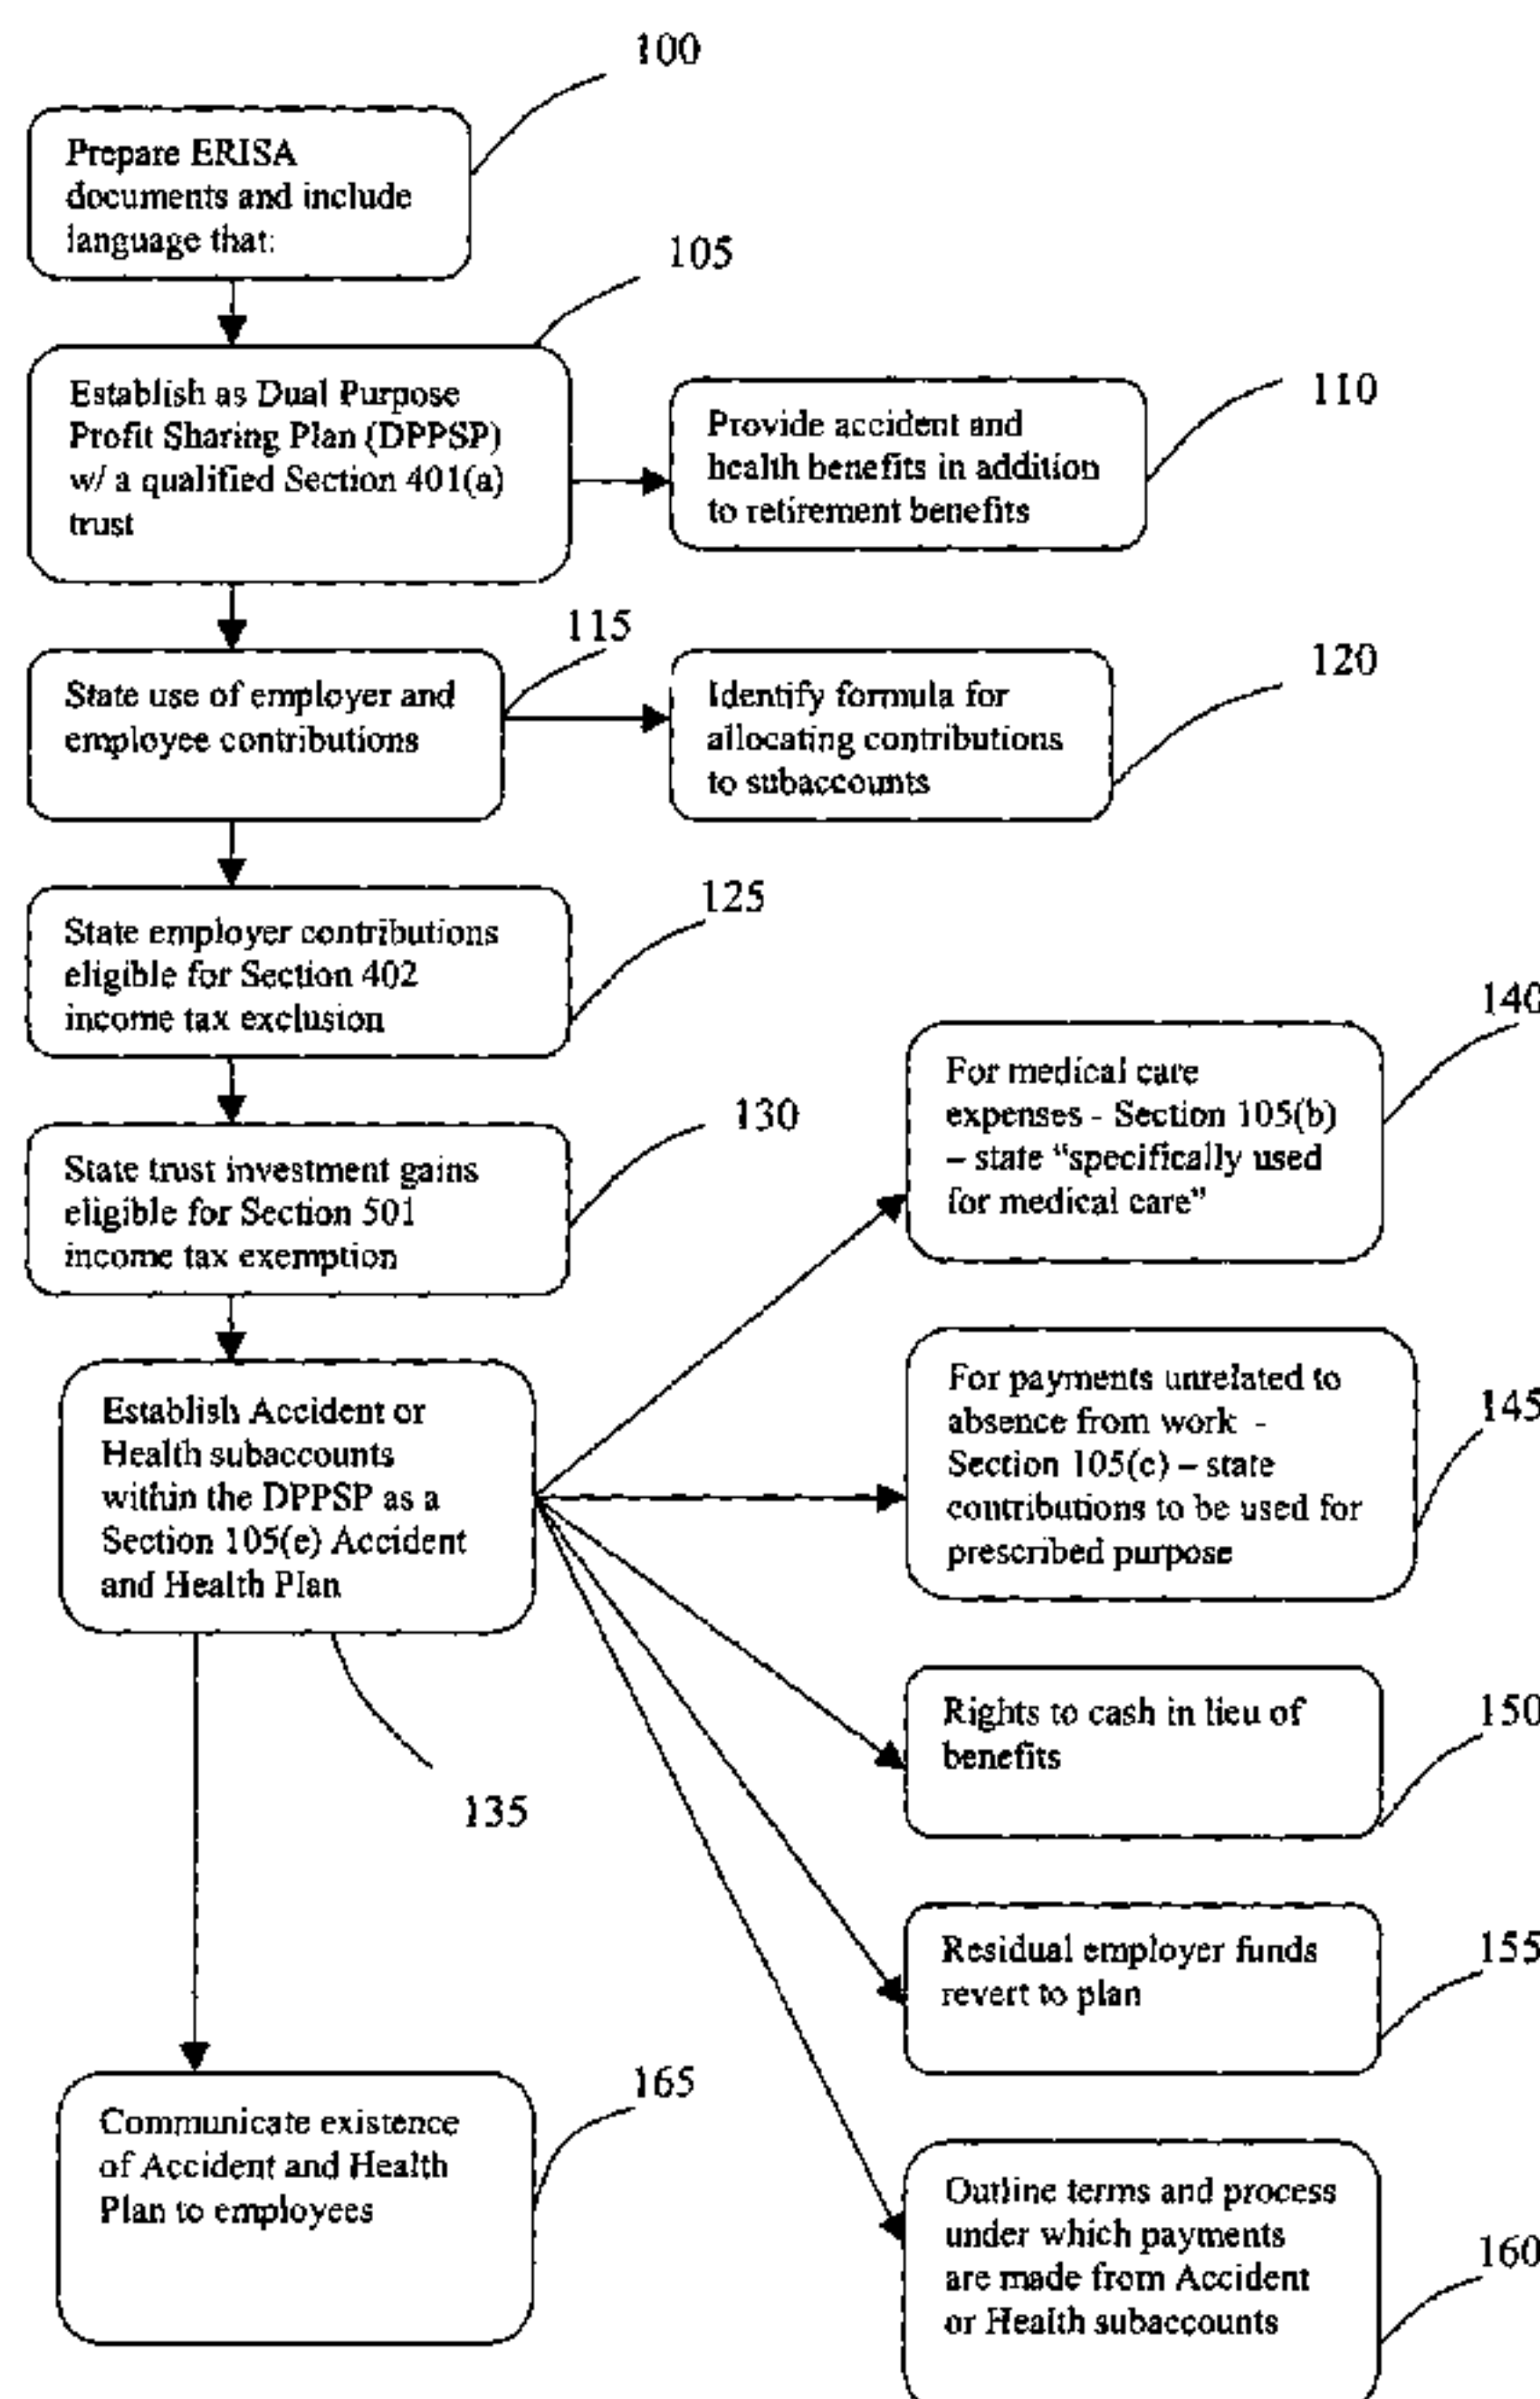 100
Prepare ERISA
documents and include
language that:
105
Establish as Dual Purpose
Profit Sharing Plan (DPPSP)
w/ a qualified Section 401(a)
trust
110
Provide accident and
health benefits in addition
to retirement benefits
115
State use of employer and
employee contributions
120
Identify formula for
allocating contributions
to subaccounts
125
State employer contributions
eligible for Section 402
income tax exclusion
130
State trust investment gains
eligible for Section 501
income tax exemption
140
For medical care
expenses - Section 105(b)
– state “specifically used
for medical care”
Establish Accident or
Health subaccounts
within the DPPSP as a
Section 105(e) Accident
and Health Plan
135
145
For payments unrelated to
absence from work -
Section 105(c) – state
contributions to be used for
prescribed purpose
150
Rights to cash in lieu of
benefits
155
Residual employer funds
revert to plan
165
Communicate existence
of Accident and Health
Plan to employees
160
Outline terms and process
under which payments
are made from Accident
or Health subaccounts